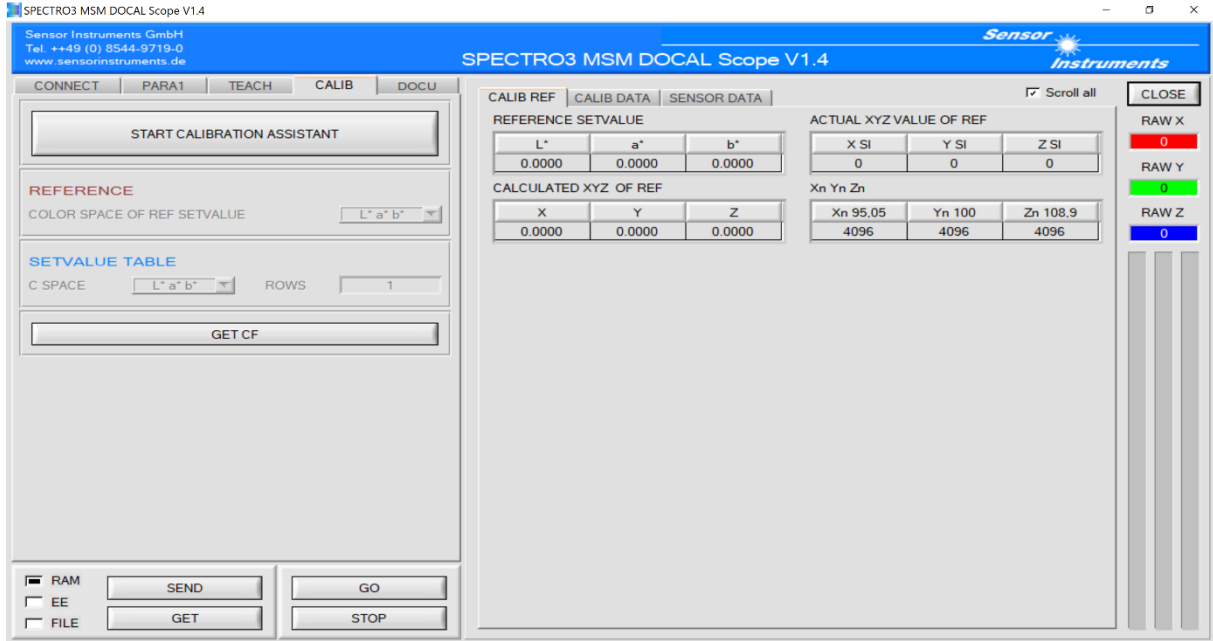 SPECTRO3 MSM DOCAL Scope V1.4
Sensor Instruments GmbH
Tel. ++49 (0) 8544-9719-0
www.sensorinstruments.de
SPECTRO3 MSM DOCAL Scope V1.4
Sensor
Instruments
CONNECT PARA1 TEACH CALIB DOCU
START CALIBRATION ASSISTANT
REFERENCE
COLOR SPACE OF REF SETVALUE L* a* b*
SETVALUE TABLE
C SPACE L* a* b* ROWS 1
GET CF
RAM
EE
FILE
SEND
GET
GO
STOP
CALIB REF CALIB DATA SENSOR DATA
Scroll all
REFERENCE SETVALUE
L* a* b*
0.0000 0.0000 0.0000
ACTUAL XYZ VALUE OF REF
X SI Y SI Z SI
0 0 0
CALCULATED XYZ OF REF
X Y Z
0.0000 0.0000 0.0000
Xn Yn Zn
Xn 95,05 Yn 100 Zn 108,9
4096 4096 4096
CLOSE
RAW X
0
RAW Y
0
RAW Z
0